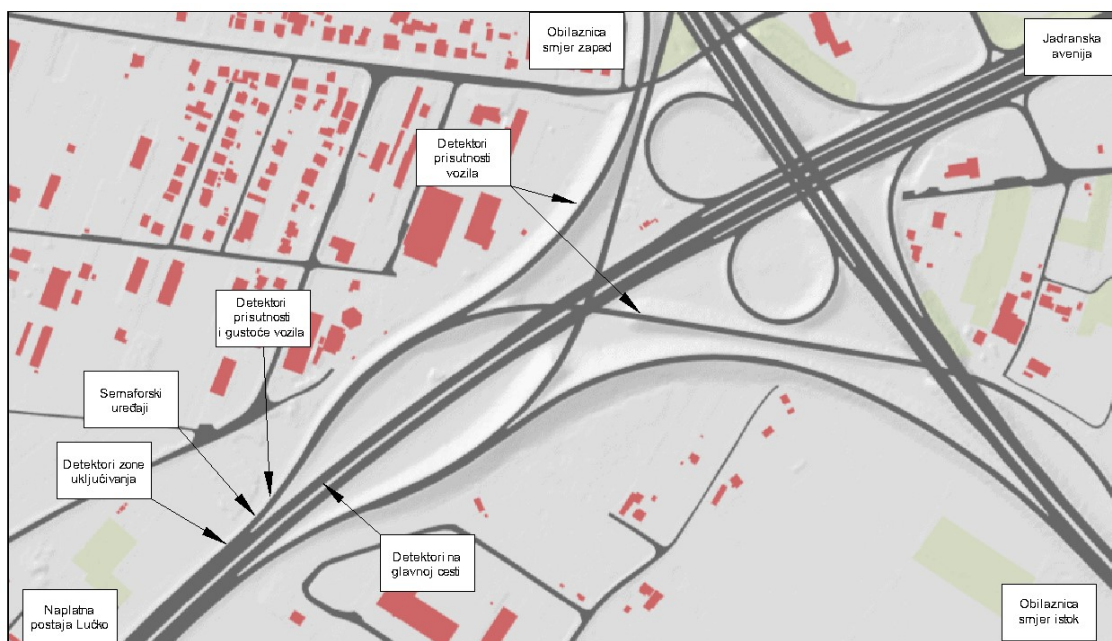 Obilaznica
smjer zapad
Jadranska
avenija
Detektori
prisutnosti
vozila
Detektori
prisutnosti
i gustoće vozila
Semaforski
uređaji
Detektori zone
uključivanja
Detektori na
glavnoj cesti
Naplatna
postaja Lučko
Obilaznica
smjer istok